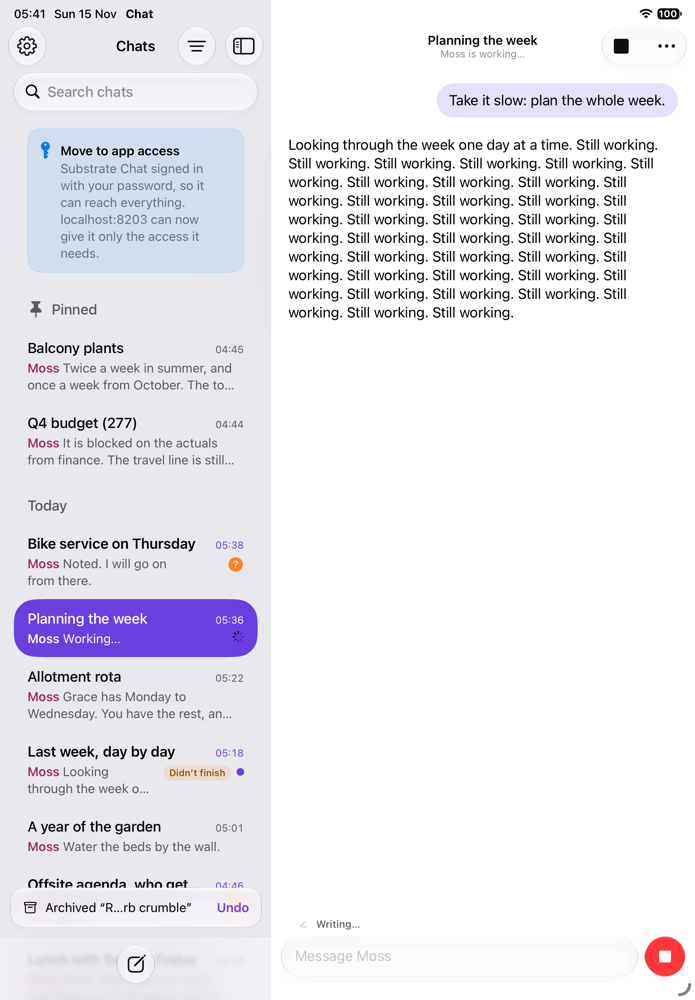 05:41 Sun 15 Nov Chat
100
Chats
Search chats
Move to app access
Substrate Chat signed in
with your password, so it
can reach everything.
localhost:8203 can now
give it only the access it
needs.
Pinned
Balcony plants 04:45
Moss Twice a week in summer, and
once a week from October. The to...
Q4 budget (277) 04:44
Moss It is blocked on the actuals
from finance. The travel line is still...
Today
Bike service on Thursday 05:38
Moss Noted. I will go on ?
from there.
Planning the week 05:36
Moss Working...
Allotment rota 05:22
Moss Grace has Monday to
Wednesday. You have the rest, an...
Last week, day by day 05:18
Moss Looking Didn't finish
through the week o...
A year of the garden 05:01
Moss Water the beds by the wall.
Offsite agenda, who get... 04:46
Archived “R...rb crumble” Undo
Lunch with Friday
Planning the week
Moss is working...
Take it slow: plan the whole week.
Looking through the week one day at a time. Still working.
Still working. Still working. Still working. Still working. Still
working. Still working. Still working. Still working. Still
working. Still working. Still working. Still working. Still
working. Still working. Still working. Still working. Still
working. Still working. Still working. Still working. Still
working. Still working. Still working. Still working. Still
working. Still working. Still working. Still working. Still
working. Still working. Still working. Still working. Still
working. Still working. Still working.
Writing...
Message Moss